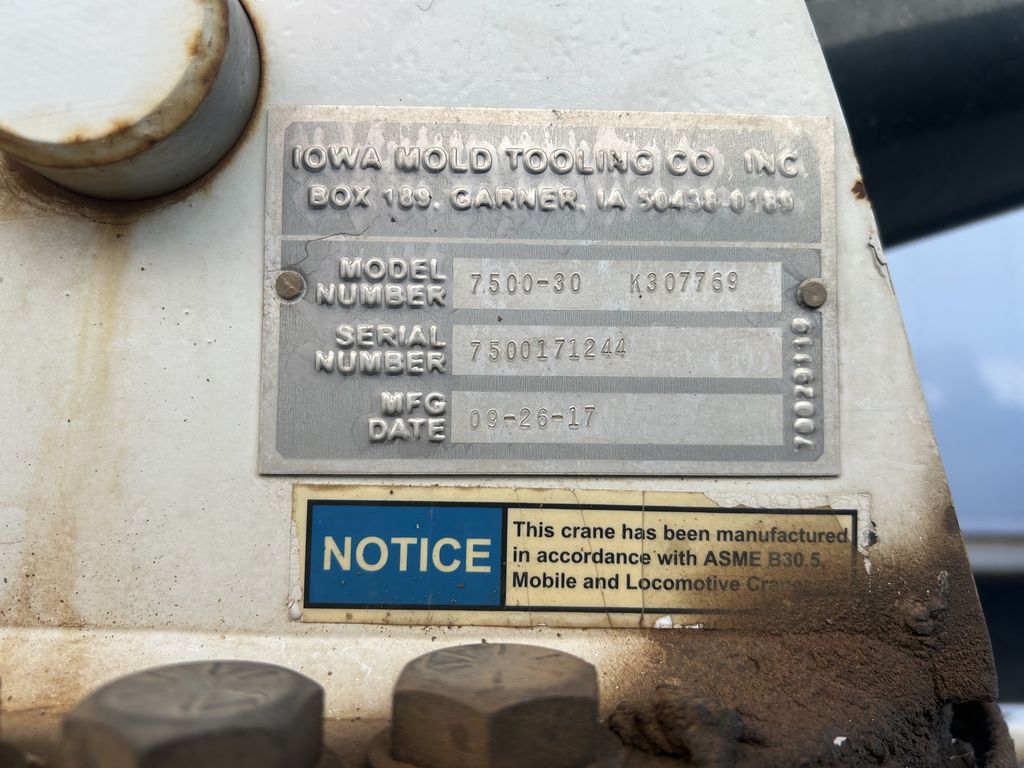 IOWA MOLD TOOLING CO., INC.
BOX 189, GARNER, IA 50438-0189
MODEL NUMBER 7500-30 K307769
SERIAL NUMBER 7500171244
MFG DATE 09-26-17
70029119
NOTICE
This crane has been manufactured
in accordance with ASME B30.5,
Mobile and Locomotive